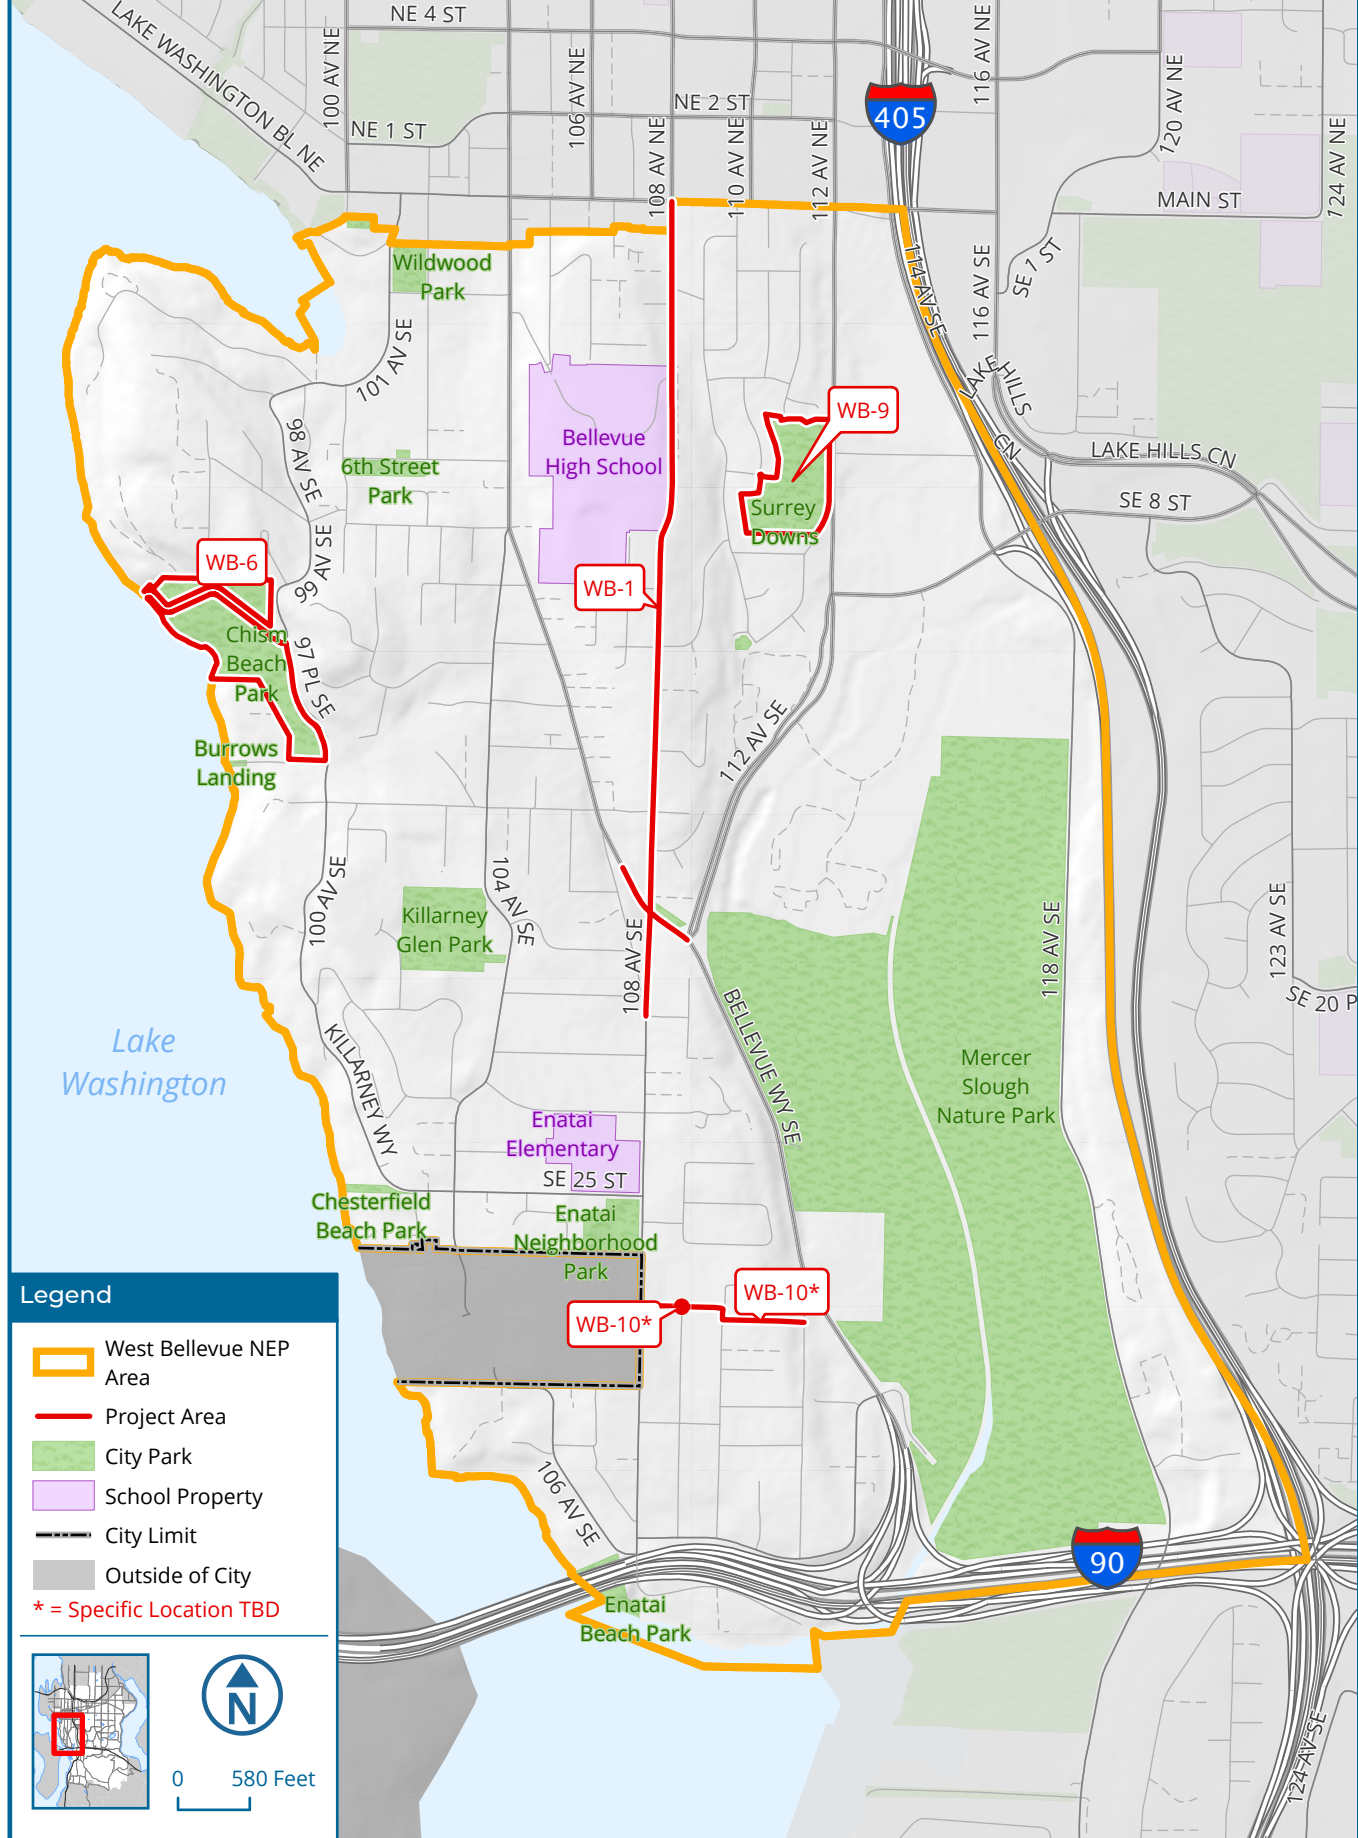 NE 4 ST
LAKE WASHINGTON BL NE
100 AV NE
106 AV NE
116 AV NE
120 AV NE
NE 2 ST
NE 1 ST
405
108 AV NE
110 AV NE
112 AV NE
124 AV NE
MAIN ST
Wildwood
Park
114 AV SE
116 AV SE
SE 1 ST
101 AV SE
LAKE HILLS
CN
LAKE HILLS CN
WB-9
98 AV SE
6th Street
Park
Bellevue
High School
SE 8 ST
Surrey
Downs
WB-6
99 AV SE
WB-1
Chism
Beach
Park
97 PL SE
Burrows
Landing
112 AV SE
100 AV SE
104 AV SE
Killarney
Glen Park
108 AV SE
118 AV SE
123 AV SE
SE 20 P
BELLEVUE WY SE
Lake
Washington
KILLARNEY WY
Mercer
Slough
Nature Park
Enatai
Elementary
SE 25 ST
Chesterfield
Beach Park
Enatai
Neighborhood
Park
WB-10*
WB-10*
106 AV SE
90
Enatai
Beach Park
124 AV SE
Legend
West Bellevue NEP
Area
Project Area
City Park
School Property
City Limit
Outside of City
* = Specific Location TBD
N
0 580 Feet